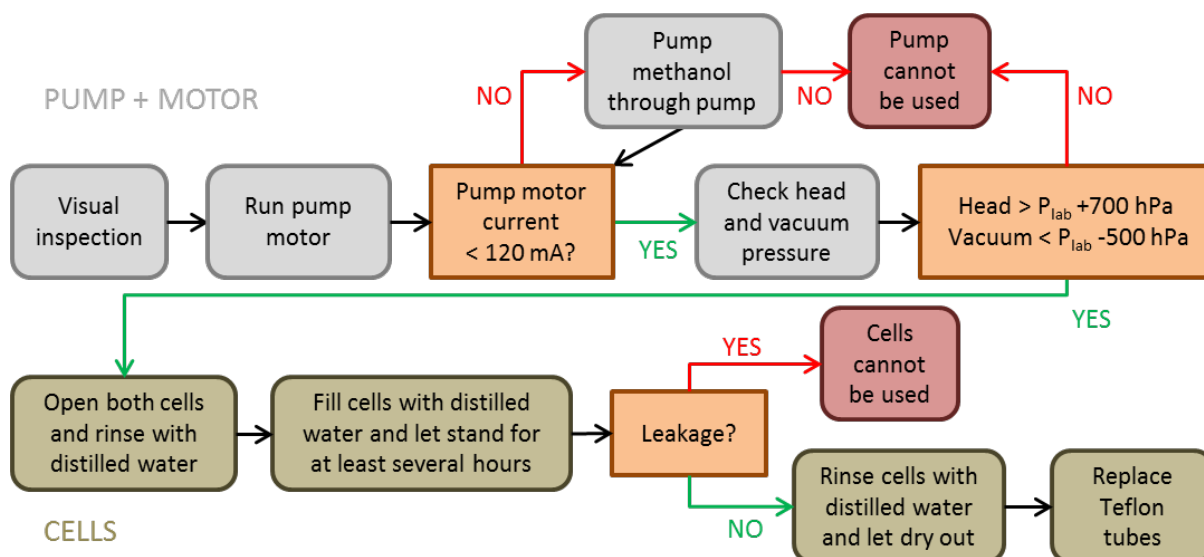 PUMP + MOTOR
Visual
inspection
Run pump
motor
Pump motor
current
< 120 mA?
NO
Pump
methanol
through pump
NO
Pump
cannot
be used
NO
YES
Check head
and vacuum
pressure
Head > Plab +700 hPa
Vacuum < Plab -500 hPa
YES
Open both cells
and rinse with
distilled water
Fill cells with distilled
water and let stand for
at least several hours
Leakage?
YES
Cells
cannot
be used
NO
Rinse cells with
distilled water
and let dry out
Replace
Teflon
tubes
CELLS